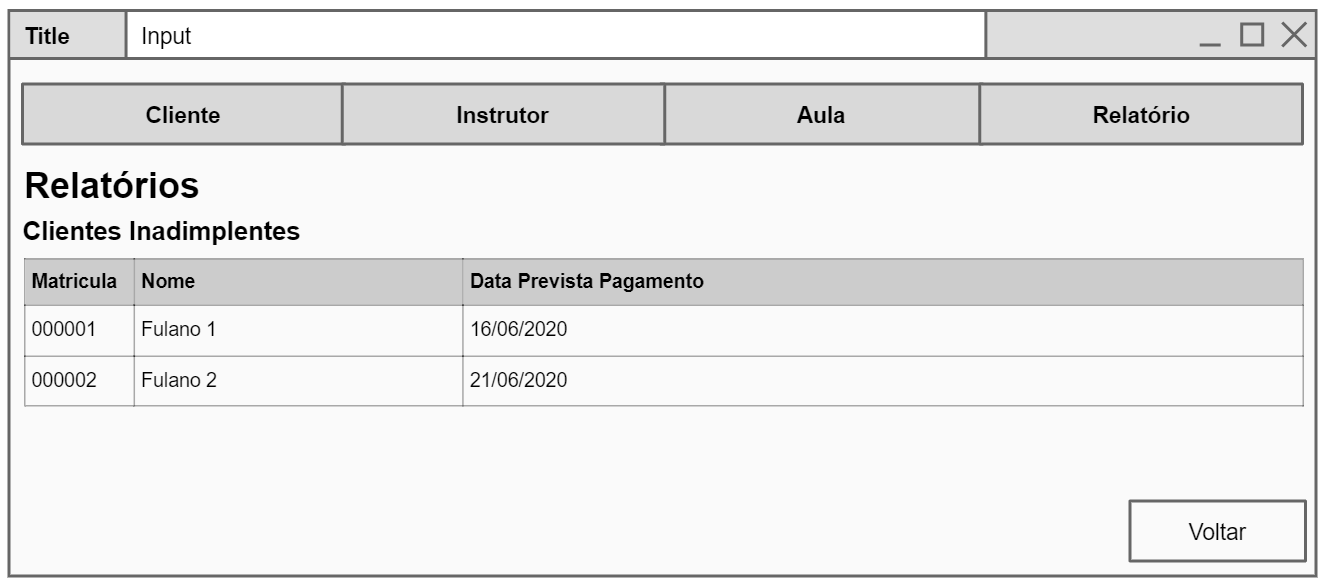 Title Input
Cliente Instrutor Aula Relatório
Relatórios
Clientes Inadimplentes
Matricula Nome Data Prevista Pagamento
000001 Fulano 1 16/06/2020
000002 Fulano 2 21/06/2020
Voltar